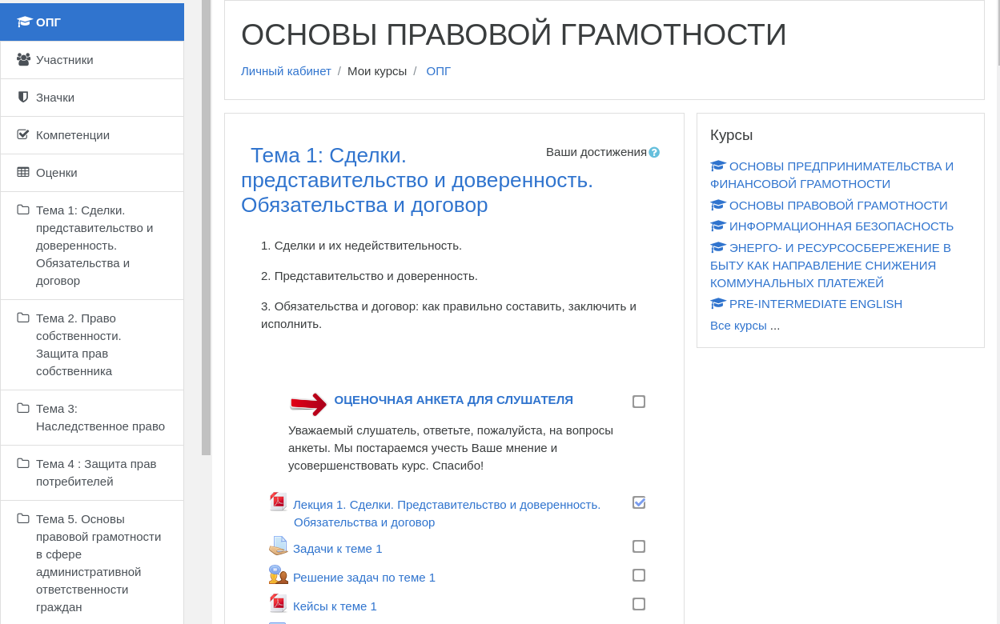 ОПГ
Участники
Значки
Компетенции
Оценки
Тема 1: Сделки.
представительство и
доверенность.
Обязательства и
договор
Тема 2. Право
собственности.
Защита прав
собственника
Тема 3:
Наследственное право
Тема 4 : Защита прав
потребителей
Тема 5. Основы
правовой грамотности
в сфере
административной
ответственности
граждан
ОСНОВЫ ПРАВОВОЙ ГРАМОТНОСТИ
Личный кабинет / Мои курсы / ОПГ
Ваши достижения
Тема 1: Сделки.
представительство и доверенность.
Обязательства и договор
1. Сделки и их недействительность.
2. Представительство и доверенность.
3. Обязательства и договор: как правильно составить, заключить и
исполнить.
ОЦЕНОЧНАЯ АНКЕТА ДЛЯ СЛУШАТЕЛЯ
Уважаемый слушатель, ответьте, пожалуйста, на вопросы
анкеты. Мы постараемся учесть Ваше мнение и
усовершенствовать курс. Спасибо!
Лекция 1. Сделки. Представительство и доверенность.
Обязательства и договор
Задачи к теме 1
Решение задач по теме 1
Кейсы к теме 1
Курсы
ОСНОВЫ ПРЕДПРИНИМАТЕЛЬСТВА И
ФИНАНСОВОЙ ГРАМОТНОСТИ
ОСНОВЫ ПРАВОВОЙ ГРАМОТНОСТИ
ИНФОРМАЦИОННАЯ БЕЗОПАСНОСТЬ
ЭНЕРГО- И РЕСУРСОСБЕРЕЖЕНИЕ В
БЫТУ КАК НАПРАВЛЕНИЕ СНИЖЕНИЯ
КОММУНАЛЬНЫХ ПЛАТЕЖЕЙ
PRE-INTERMEDIATE ENGLISH
Все курсы ...